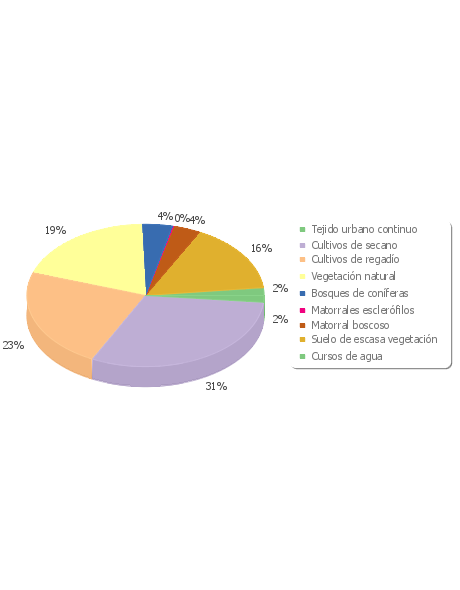 4%
0%
4%
19%
16%
2%
2%
23%
31%
Tejido urbano continuo
Cultivos de secano
Cultivos de regadío
Vegetación natural
Bosques de coníferas
Matorrales esclerófilos
Matorral boscoso
Suelo de escasa vegetación
Cursos de agua